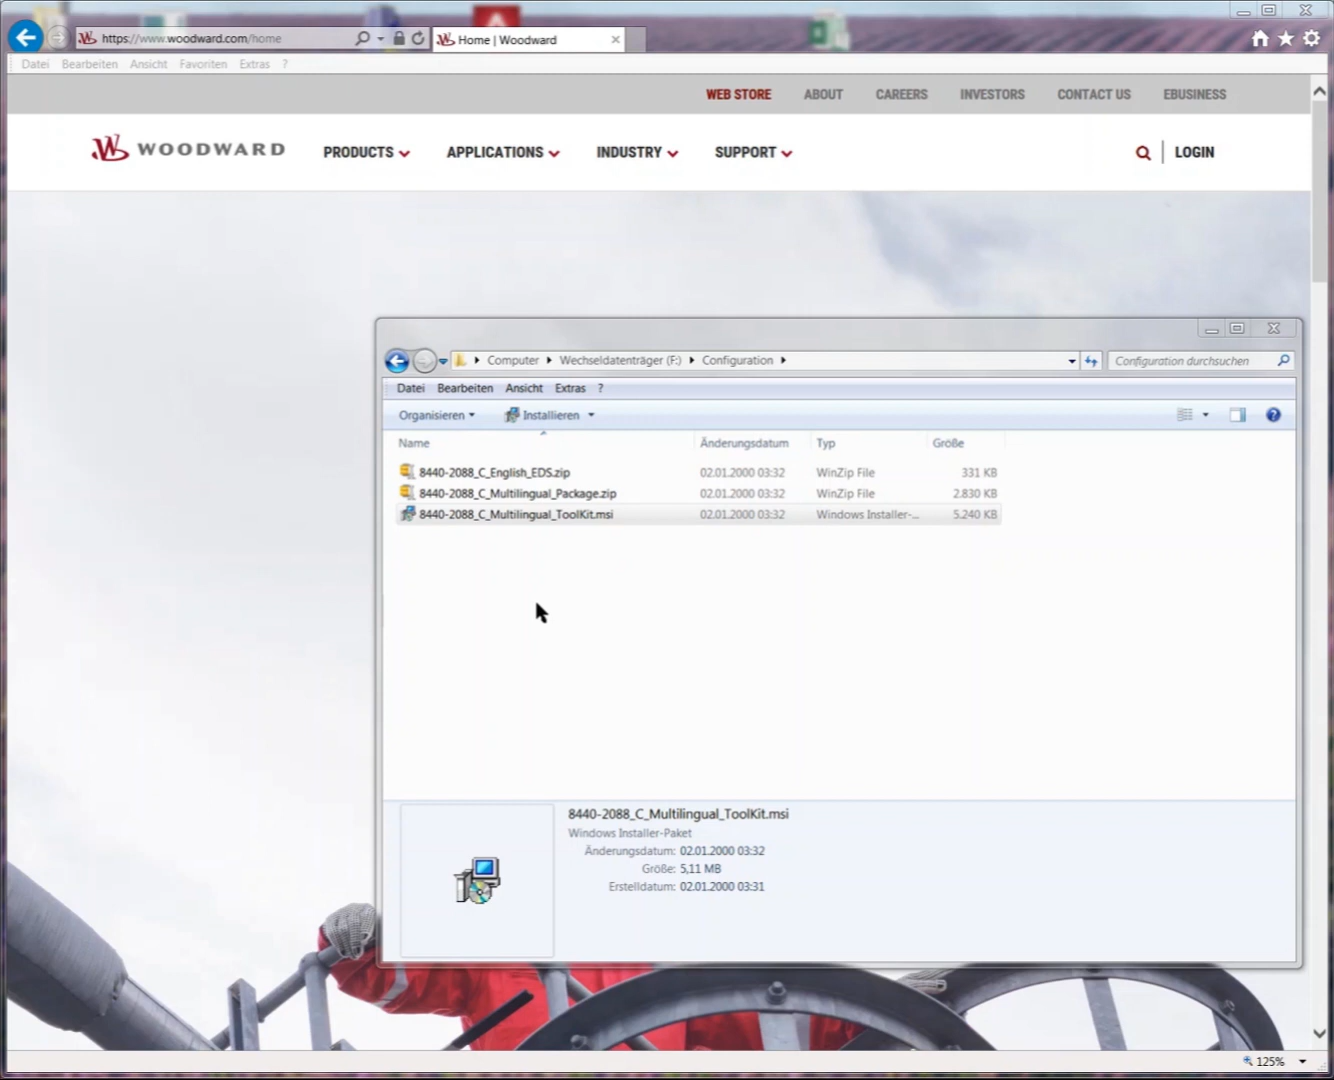 https://www.woodward.com/home
Home | Woodward
Datei Bearbeiten Ansicht Favoriten Extras ?
WEB STORE ABOUT CAREERS INVESTORS CONTACT US EBUSINESS
WOODWARD PRODUCTS APPLICATIONS INDUSTRY SUPPORT LOGIN
Computer Wechseldatenträger (F:) Configuration Configuration durchsuchen
Datei Bearbeiten Ansicht Extras ?
Organisieren Installieren
Name Änderungsdatum Typ Größe
8440-2088_C_English_EDS.zip 02.01.2000 03:32 WinZip File 331 KB
8440-2088_C_Multilingual_Package.zip 02.01.2000 03:32 WinZip File 2.830 KB
8440-2088_C_Multilingual_ToolKit.msi 02.01.2000 03:32 Windows Installer-... 5.240 KB
8440-2088_C_Multilingual_ToolKit.msi
Windows Installer-Paket
Änderungsdatum: 02.01.2000 03:32
Größe: 5,11 MB
Erstelldatum: 02.01.2000 03:31
125%